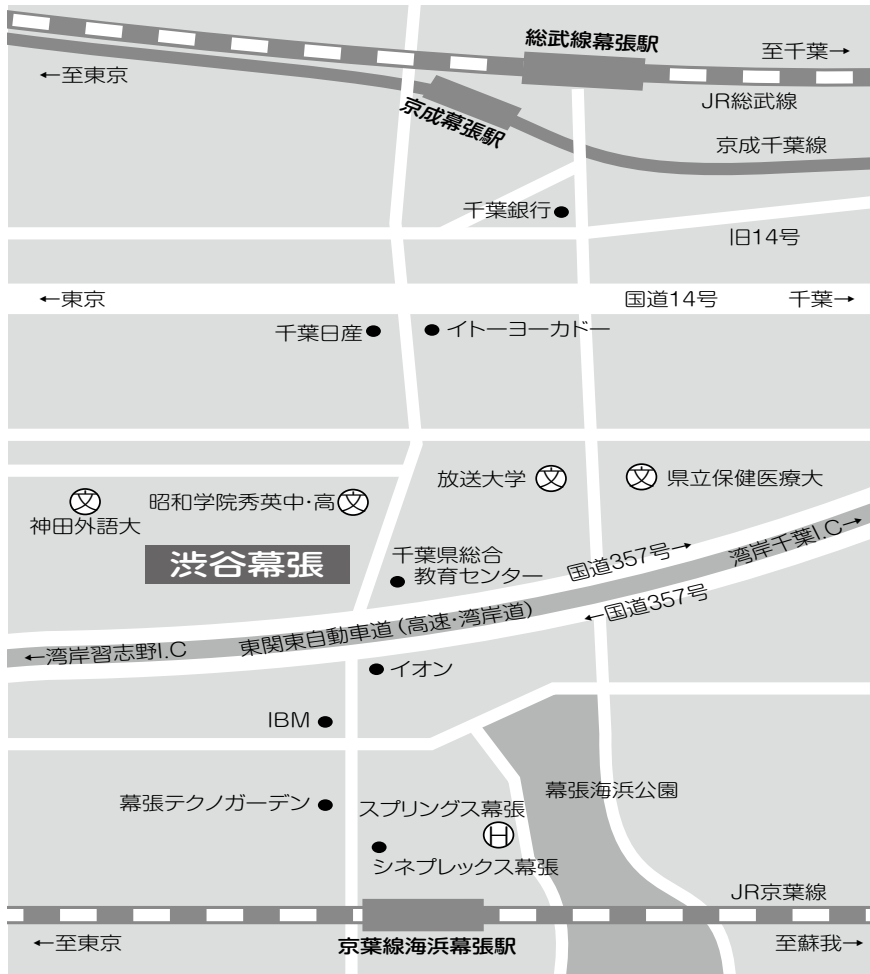 総武線幕張駅
至千葉→
←至東京
JR総武線
京成幕張駅
京成千葉線
千葉銀行
旧14号
←東京
国道14号
千葉→
千葉日産
イトーヨーカドー
放送大学
文
文
県立保健医療大
文
神田外語大
昭和学院秀英中・高
文
渋谷幕張
千葉県総合
教育センター
国道357号→
湾岸千葉I.C→
←国道357号
東関東自動車道(高速・湾岸道)
←湾岸習志野I.C
イオン
IBM
幕張テクノガーデン
スプリングス幕張
H
シネプレックス幕張
幕張海浜公園
JR京葉線
←至東京
京葉線海浜幕張駅
至蘇我→